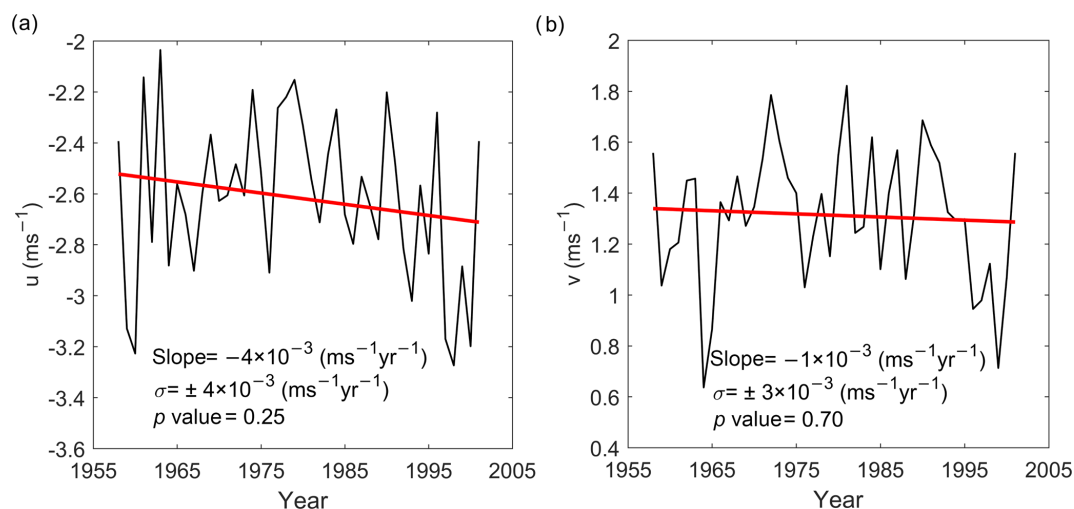 (a)
-2
-2.2
-2.4
-2.6
-2.8
-3
-3.2
-3.4
-3.6
u (ms⁻¹)
Slope= −4×10⁻³ (ms⁻¹yr⁻¹)
σ= ± 4×10⁻³ (ms⁻¹yr⁻¹)
p value= 0.25
1955 1965 1975 1985 1995 2005
Year
(b)
2
1.8
1.6
1.4
1.2
1
0.8
0.6
0.4
v (ms⁻¹)
Slope= −1×10⁻³ (ms⁻¹yr⁻¹)
σ= ± 3×10⁻³ (ms⁻¹yr⁻¹)
p value= 0.70
1955 1965 1975 1985 1995 2005
Year